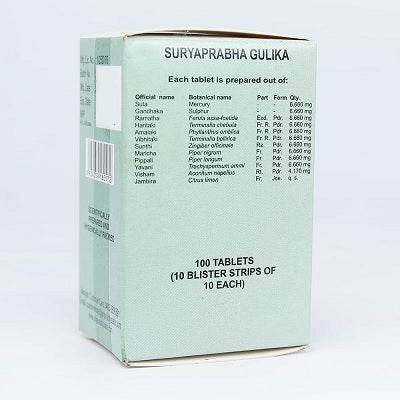 SURYAPRABHA GULIKA
Each tablet is prepared out of:
Official name Botanical name Part Form Qty.
Suta Mercury - - 6.660 mg
Gandhaka Sulphur - - 6.660 mg
Ramatha Ferula assa-foetida Exd. Pdr. 6.660 mg
Haritaki Terminalia chebula Fr. R. Pdr. 6.660 mg
Amalaki Phyllanthus emblica Fr. R. Pdr. 6.660 mg
Vibhitaki Terminalia bellirica Fr. R. Pdr. 6.660 mg
Sunthi Zingiber officinale Rz. Pdr. 6.660 mg
Maricha Piper nigrum Fr. Pdr. 6.660 mg
Pippali Piper longum Fr. Pdr. 6.660 mg
Yavani Trachyspermum ammi Fr. Pdr. 6.660 mg
Visham Aconitum napellus Rt. Pdr. 4.170 mg
Jambira Citrus limon Fr. Jce. q. s.
100 TABLETS
(10 BLISTER STRIPS OF
10 EACH)
SCIENTIFICALLY
PREPARED AND
HYGIENICALLY PACKED